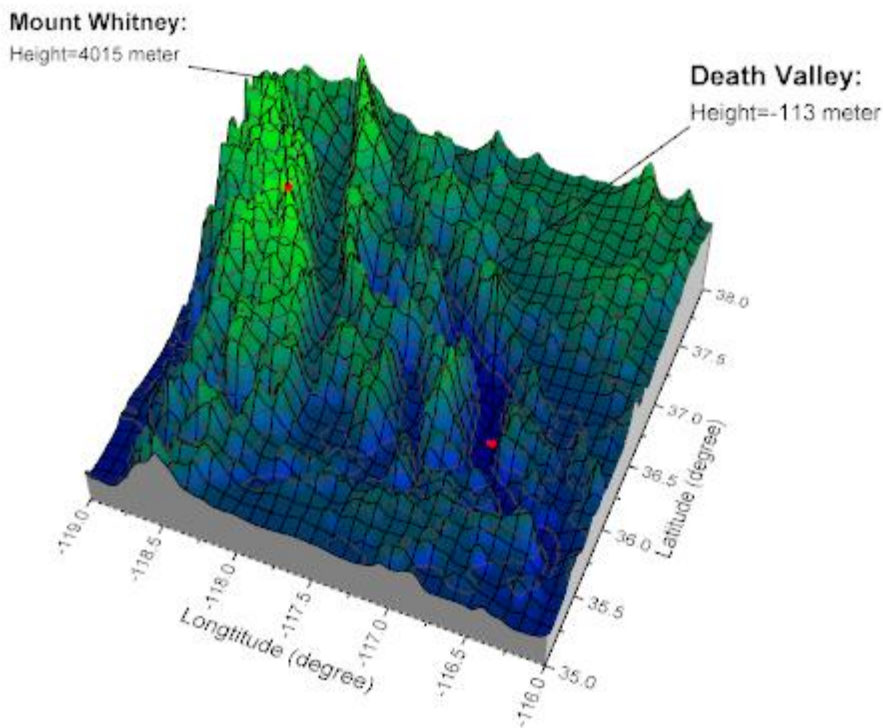 Mount Whitney:
Height=4015 meter
Death Valley:
Height=-113 meter
38.0
37.5
37.0
36.5
36.0
35.5
35.0
Latitude (degree)
-119.0
-118.5
-118.0
-117.5
-117.0
-116.5
-116.0
Longtitude (degree)